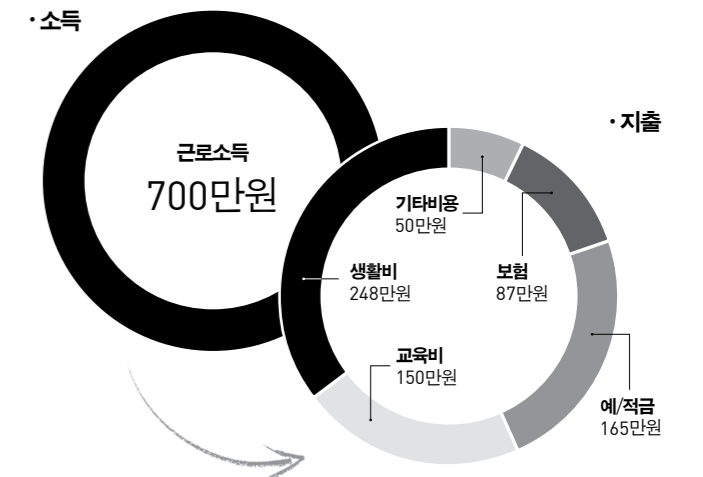 · 소득
근로소득
700만원
· 지출
기타비용
50만원
보험
87만원
생활비
248만원
교육비
150만원
예/적금
165만원